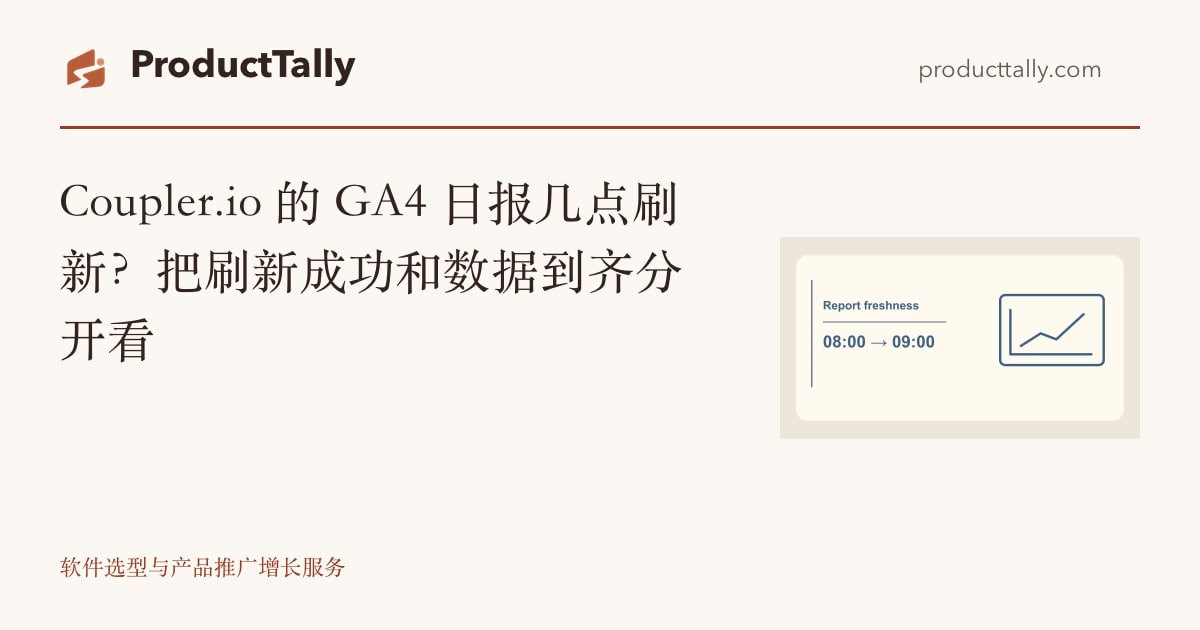 ProductTally
producttally.com
Coupler.io 的 GA4 日报几点刷
新？把刷新成功和数据到齐分
开看
Report freshness
08:00 → 09:00
软件选型与产品推广增长服务